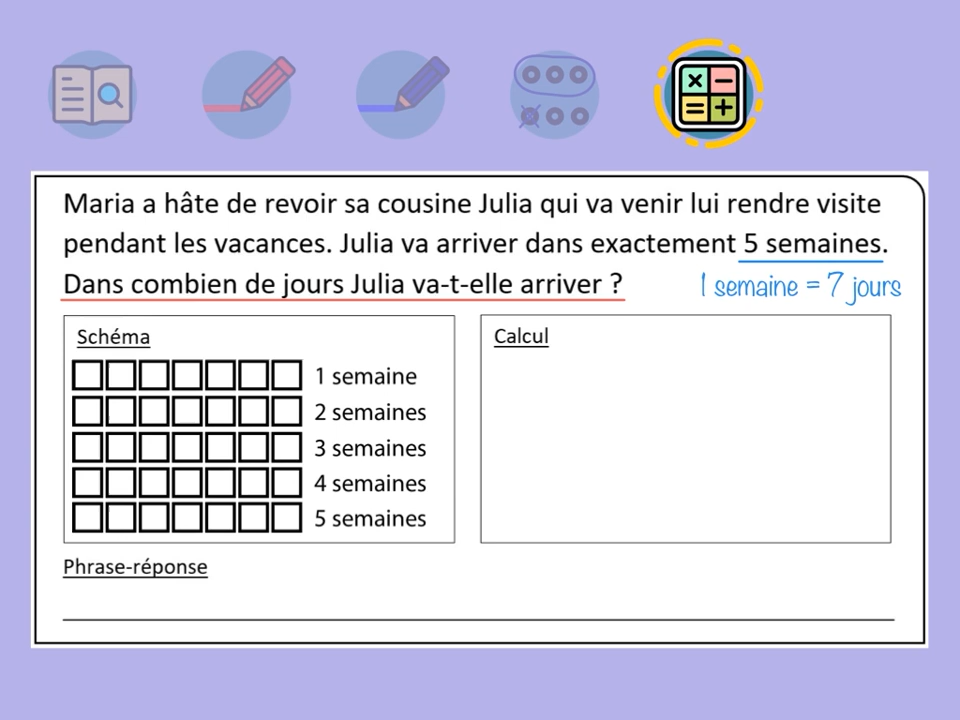 Maria a hâte de revoir sa cousine Julia qui va venir lui rendre visite
pendant les vacances. Julia va arriver dans exactement 5 semaines.
Dans combien de jours Julia va-t-elle arriver ?
1 semaine = 7 jours
Schéma
1 semaine
2 semaines
3 semaines
4 semaines
5 semaines
Calcul
Phrase-réponse